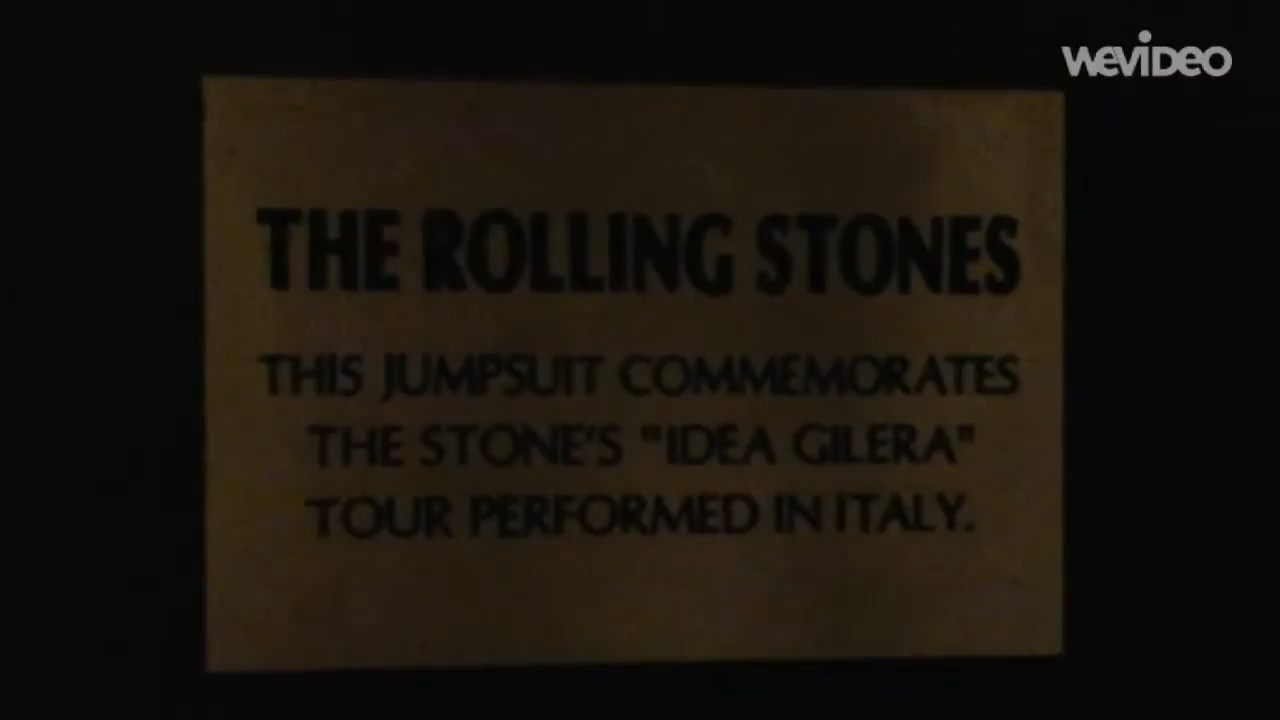 WEVIDEO
THE ROLLING STONES
THIS JUMPSUIT COMMEMORATES
THE STONE'S "IDEA GILERA"
TOUR PERFORMED IN ITALY.